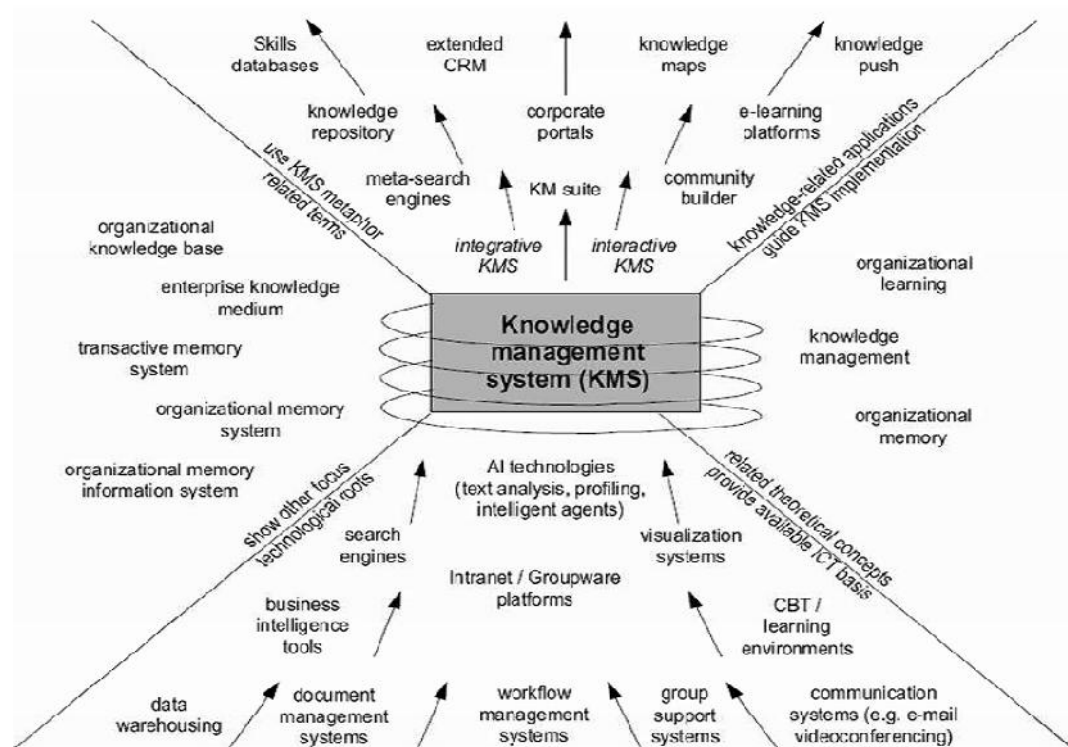 Skills
databases
extended
CRM
knowledge
maps
knowledge
push
knowledge
repository
corporate
portals
e-learning
platforms
meta-search
engines
KM suite
community
builder
integrative
KMS
interactive
KMS
use KMS metaphor
related terms
knowledge-related applications
guide KMS implementation
organizational
knowledge base
enterprise knowledge
medium
transactive memory
system
organizational memory
system
organizational memory
information system
Knowledge
management
system (KMS)
organizational
learning
knowledge
management
organizational
memory
show other focus
technological roots
related theoretical concepts
provide available ICT basis
AI technologies
(text analysis, profiling,
intelligent agents)
search
engines
visualization
systems
Intranet / Groupware
platforms
business
intelligence
tools
CBT /
learning
environments
data
warehousing
document
management
systems
workflow
management
systems
group
support
systems
communication
systems (e.g. e-mail
videoconferencing)